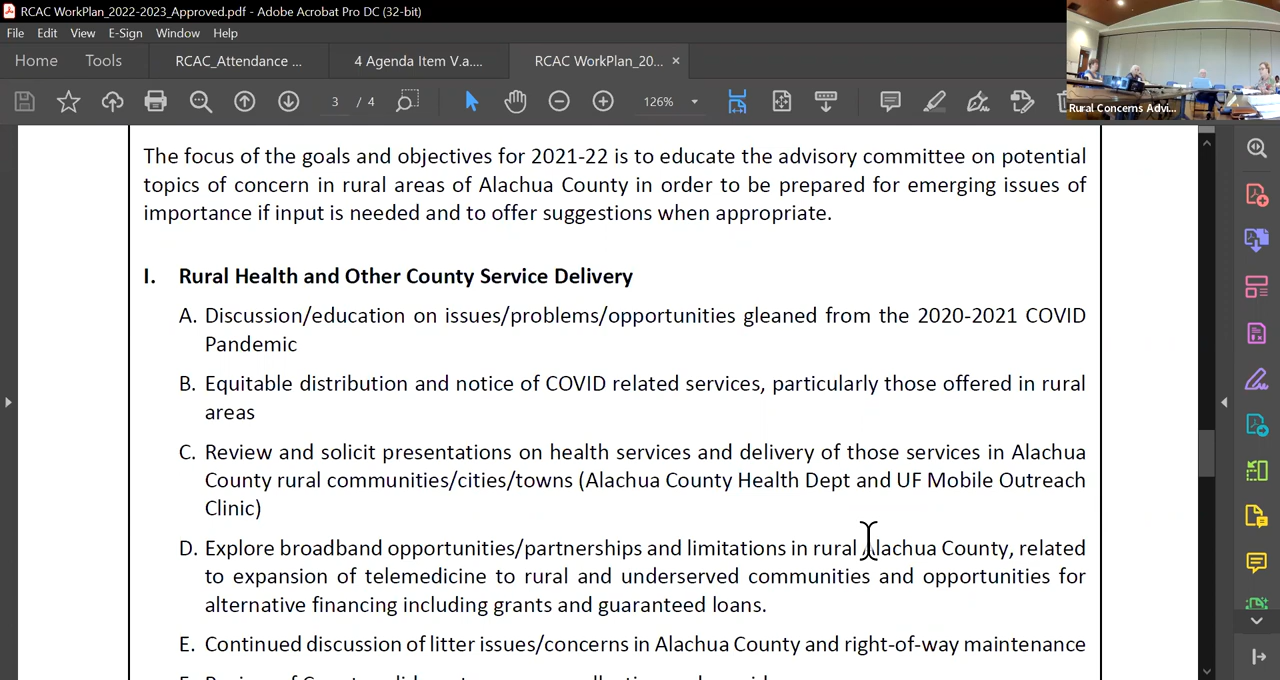 RCAC WorkPlan_2022-2023_Approved.pdf - Adobe Acrobat Pro DC (32-bit)
File Edit View E-Sign Window Help
Home Tools RCAC_Attendance ... 4 Agenda Item V.a.... RCAC WorkPlan_20... ×
3 / 4 126%
Rural Concerns Advi...
The focus of the goals and objectives for 2021-22 is to educate the advisory committee on potential
topics of concern in rural areas of Alachua County in order to be prepared for emerging issues of
importance if input is needed and to offer suggestions when appropriate.
I. Rural Health and Other County Service Delivery
A. Discussion/education on issues/problems/opportunities gleaned from the 2020-2021 COVID
Pandemic
B. Equitable distribution and notice of COVID related services, particularly those offered in rural
areas
C. Review and solicit presentations on health services and delivery of those services in Alachua
County rural communities/cities/towns (Alachua County Health Dept and UF Mobile Outreach
Clinic)
D. Explore broadband opportunities/partnerships and limitations in rural Alachua County, related
to expansion of telemedicine to rural and underserved communities and opportunities for
alternative financing including grants and guaranteed loans.
E. Continued discussion of litter issues/concerns in Alachua County and right-of-way maintenance